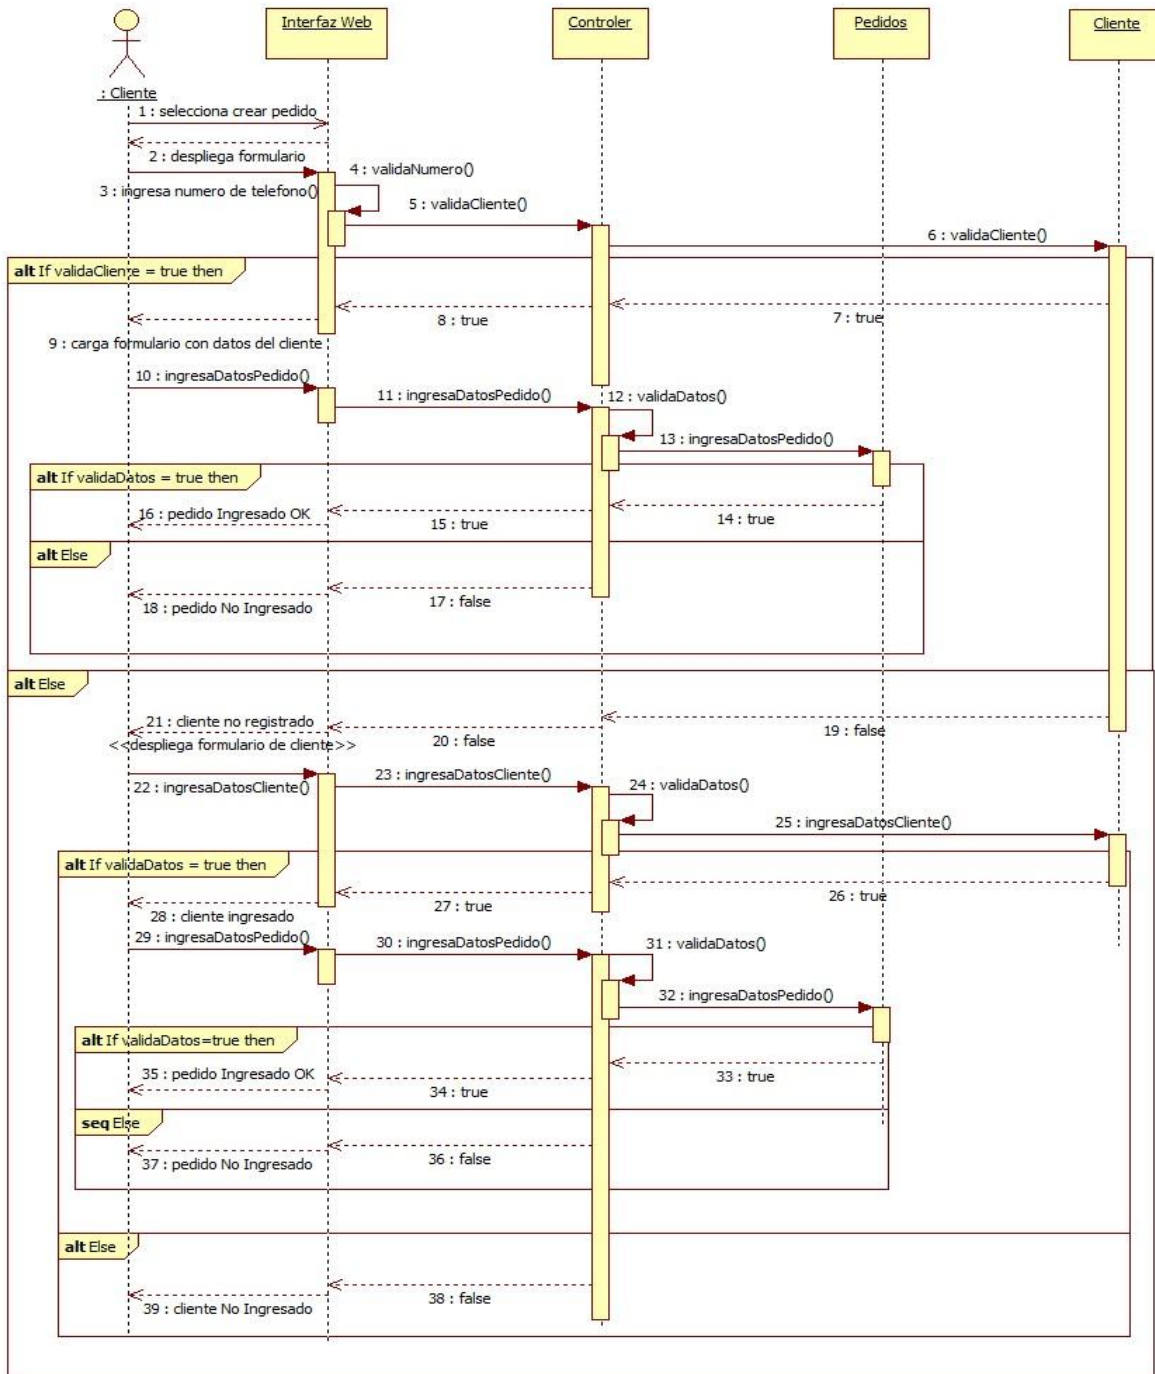 Interfaz Web
Controler
Pedidos
Cliente
: Cliente
1 : selecciona crear pedido
2 : despliega formulario
3 : ingresa numero de telefono()
4 : validaNumero()
5 : validaCliente()
6 : validaCliente()
alt If validaCliente = true then
7 : true
8 : true
9 : carga formulario con datos del cliente
10 : ingresaDatosPedido()
11 : ingresaDatosPedido()
12 : validaDatos()
13 : ingresaDatosPedido()
alt If validaDatos = true then
14 : true
15 : true
16 : pedido Ingresado OK
alt Else
17 : false
18 : pedido No Ingresado
alt Else
19 : false
20 : false
21 : cliente no registrado
<<despliega formulario de cliente>>
22 : ingresaDatosCliente()
23 : ingresaDatosCliente()
24 : validaDatos()
25 : ingresaDatosCliente()
alt If validaDatos = true then
26 : true
27 : true
28 : cliente ingresado
29 : ingresaDatosPedido()
30 : ingresaDatosPedido()
31 : validaDatos()
32 : ingresaDatosPedido()
alt If validaDatos=true then
33 : true
34 : true
35 : pedido Ingresado OK
seq Else
36 : false
37 : pedido No Ingresado
alt Else
38 : false
39 : cliente No Ingresado